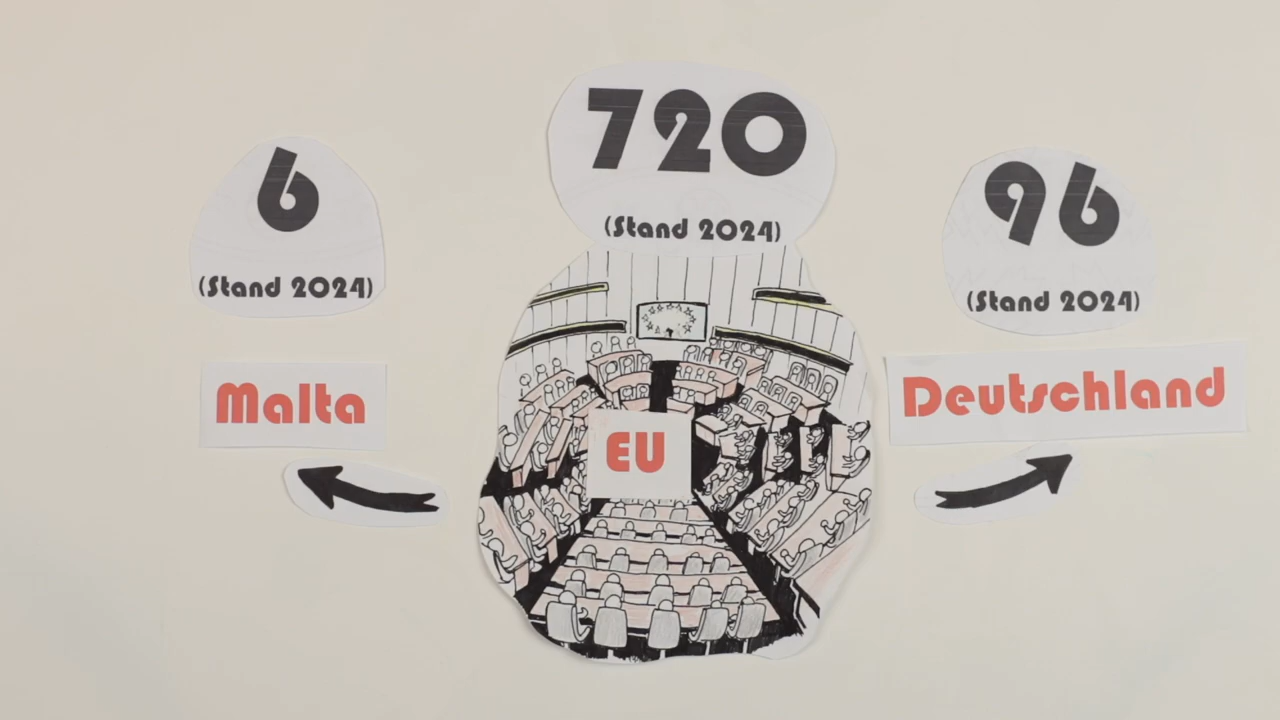 6
(Stand 2024)
Malta
720
(Stand 2024)
EU
96
(Stand 2024)
Deutschland